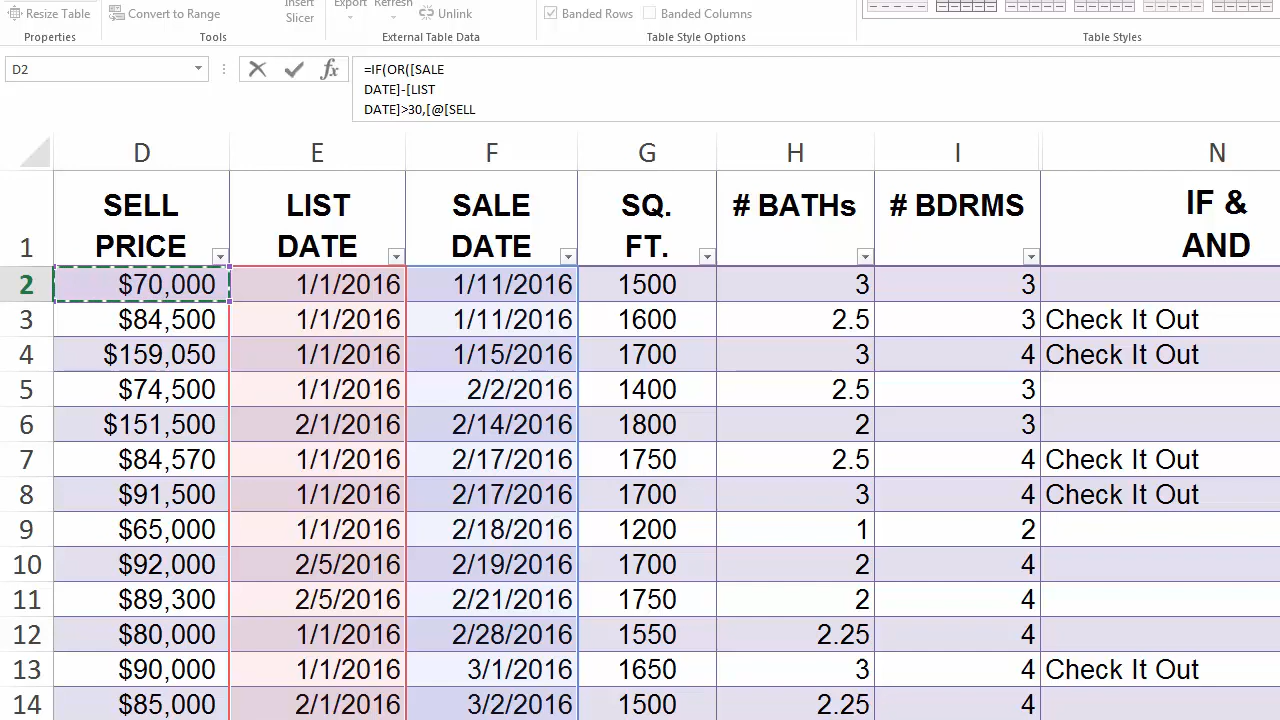 Resize Table Convert to Range Insert Slicer Export Refresh Unlink Banded Rows Banded Columns
Properties Tools External Table Data Table Style Options Table Styles
D2 fx =IF(OR([SALE
DATE]-[LIST
DATE]>30,[@[SELL
D E F G H I N
1 SELL PRICE LIST DATE SALE DATE SQ. FT. # BATHs # BDRMS IF & AND
2 $70,000 1/1/2016 1/11/2016 1500 3 3
3 $84,500 1/1/2016 1/11/2016 1600 2.5 3 Check It Out
4 $159,050 1/1/2016 1/15/2016 1700 3 4 Check It Out
5 $74,500 1/1/2016 2/2/2016 1400 2.5 3
6 $151,500 2/1/2016 2/14/2016 1800 2 3
7 $84,570 1/1/2016 2/17/2016 1750 2.5 4 Check It Out
8 $91,500 1/1/2016 2/17/2016 1700 3 4 Check It Out
9 $65,000 1/1/2016 2/18/2016 1200 1 2
10 $92,000 2/5/2016 2/19/2016 1700 2 4
11 $89,300 2/5/2016 2/21/2016 1750 2 4
12 $80,000 1/1/2016 2/28/2016 1550 2.25 4
13 $90,000 1/1/2016 3/1/2016 1650 3 4 Check It Out
14 $85,000 2/1/2016 3/2/2016 1500 2.25 4